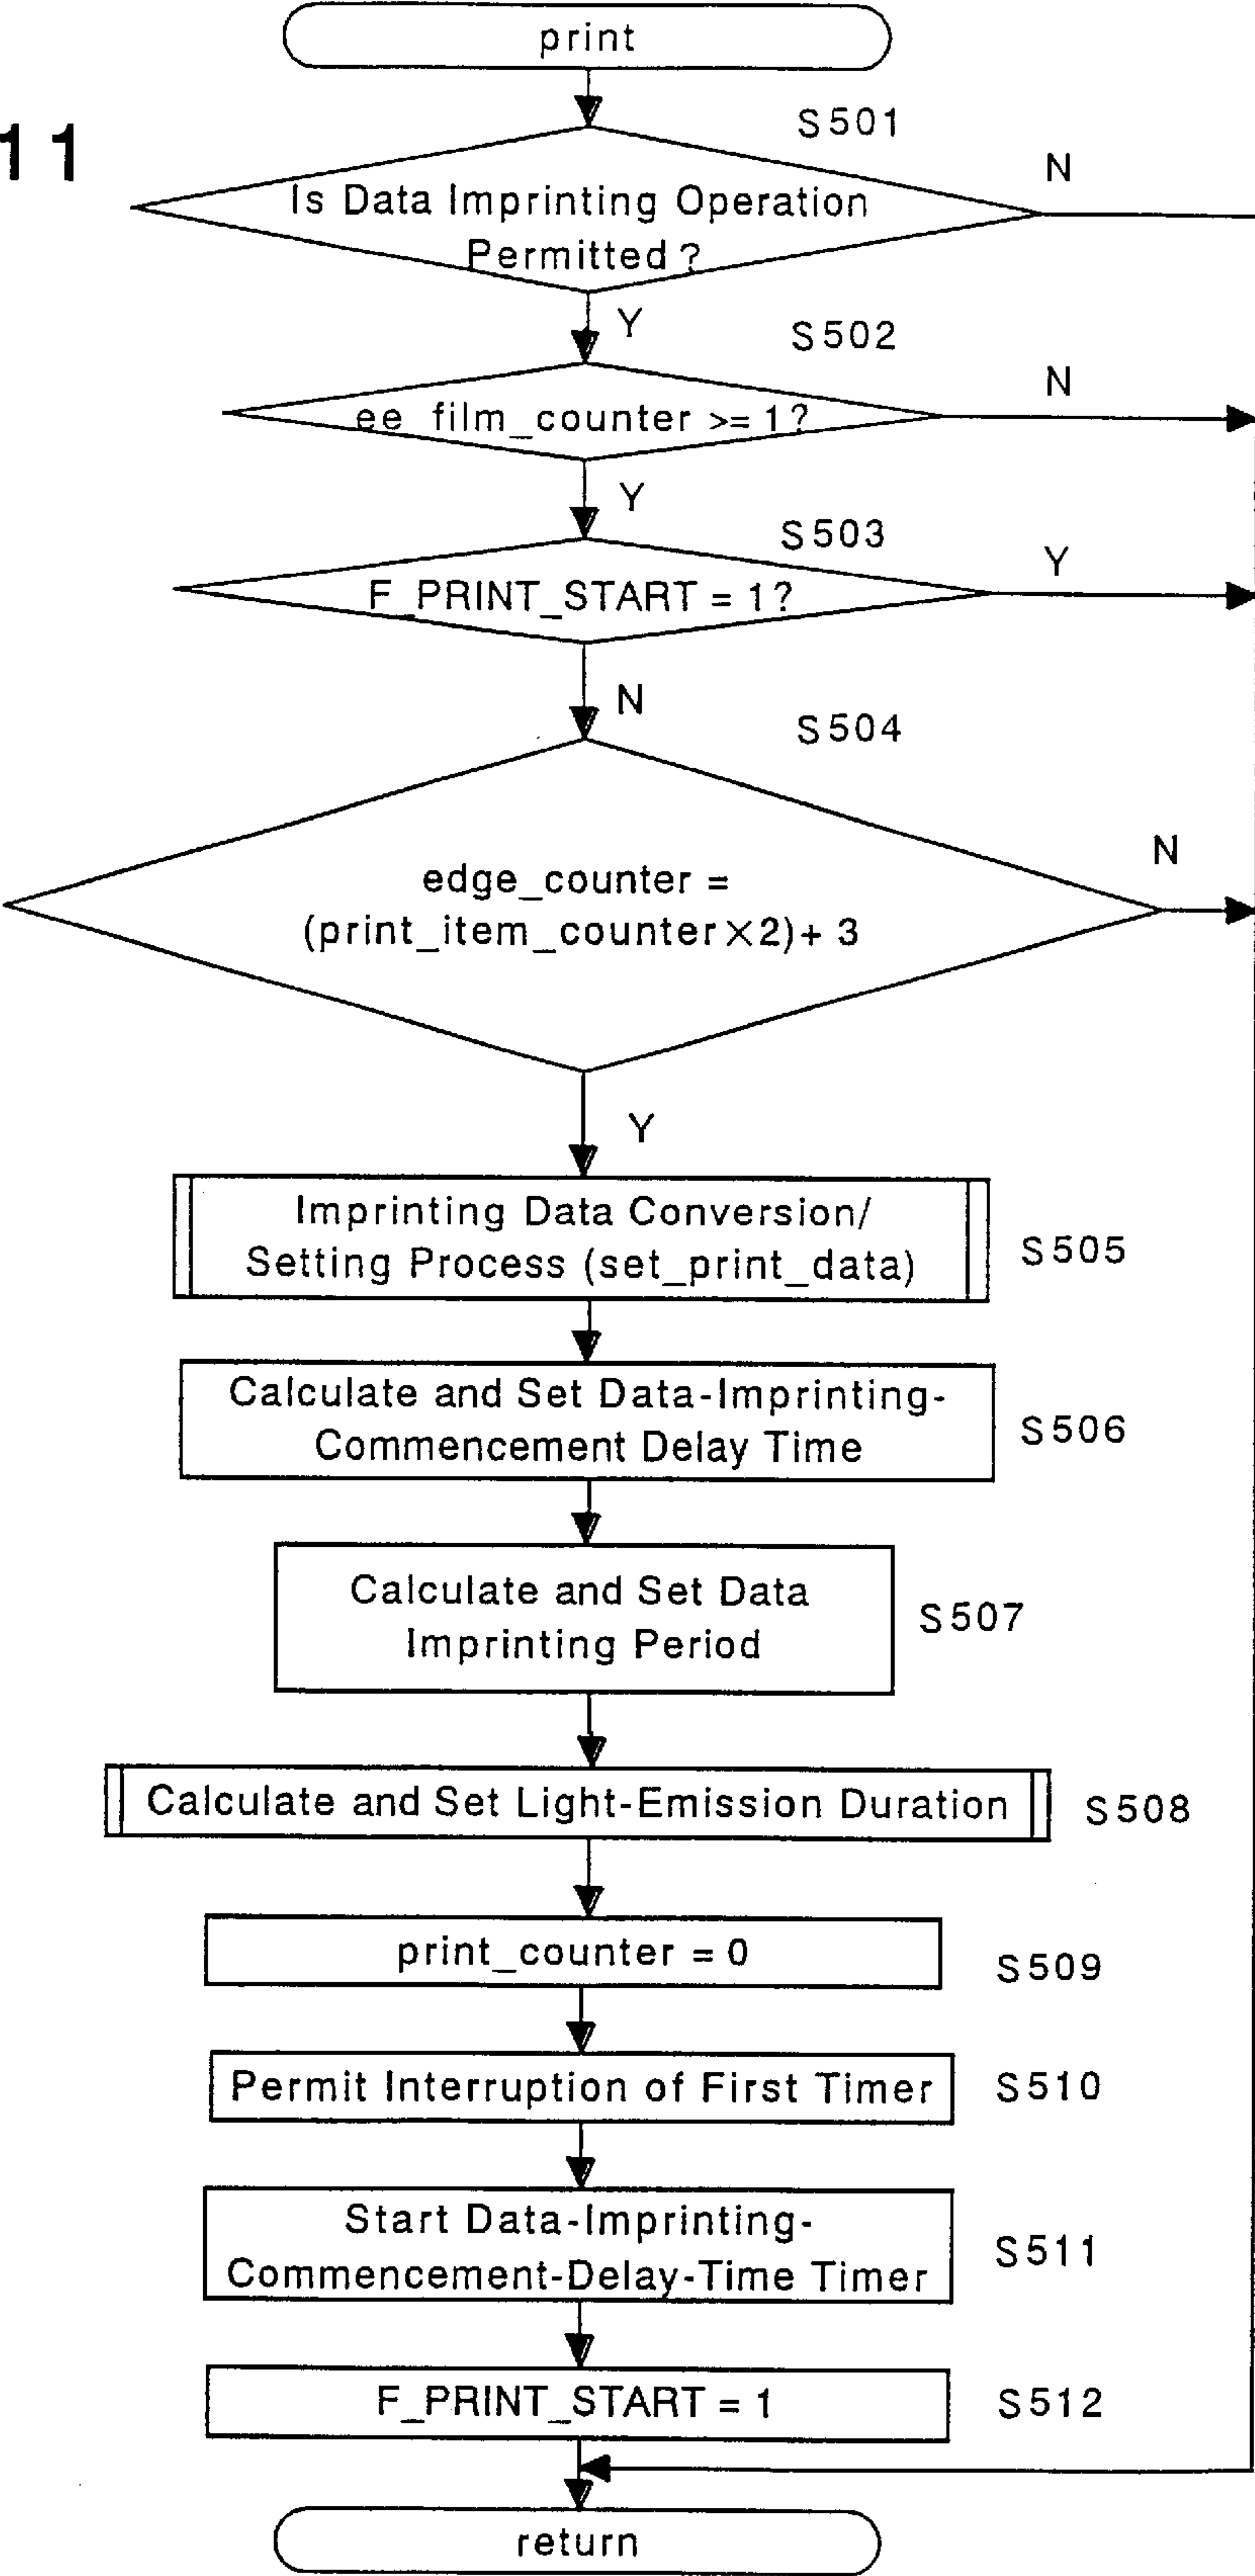 print
11
S501
N
Is Data Imprinting Operation
Permitted ?
Y
S502
N
ee_film_counter >= 1?
Y
S503
Y
F_PRINT_START = 1?
N
S504
N
edge_counter =
(print_item_counter×2)+ 3
Y
Imprinting Data Conversion/
Setting Process (set_print_data)
S505
Calculate and Set Data-Imprinting-
Commencement Delay Time
S506
Calculate and Set Data
Imprinting Period
S507
Calculate and Set Light-Emission Duration
S508
print_counter = 0
S509
Permit Interruption of First Timer
S510
Start Data-Imprinting-
Commencement-Delay-Time Timer
S511
F_PRINT_START = 1
S512
return